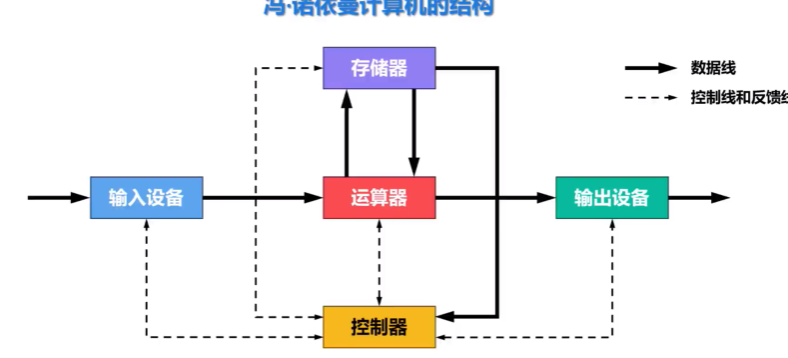 冯·诺依曼计算机的结构
存储器
数据线
控制线和反馈线
输入设备
运算器
输出设备
控制器